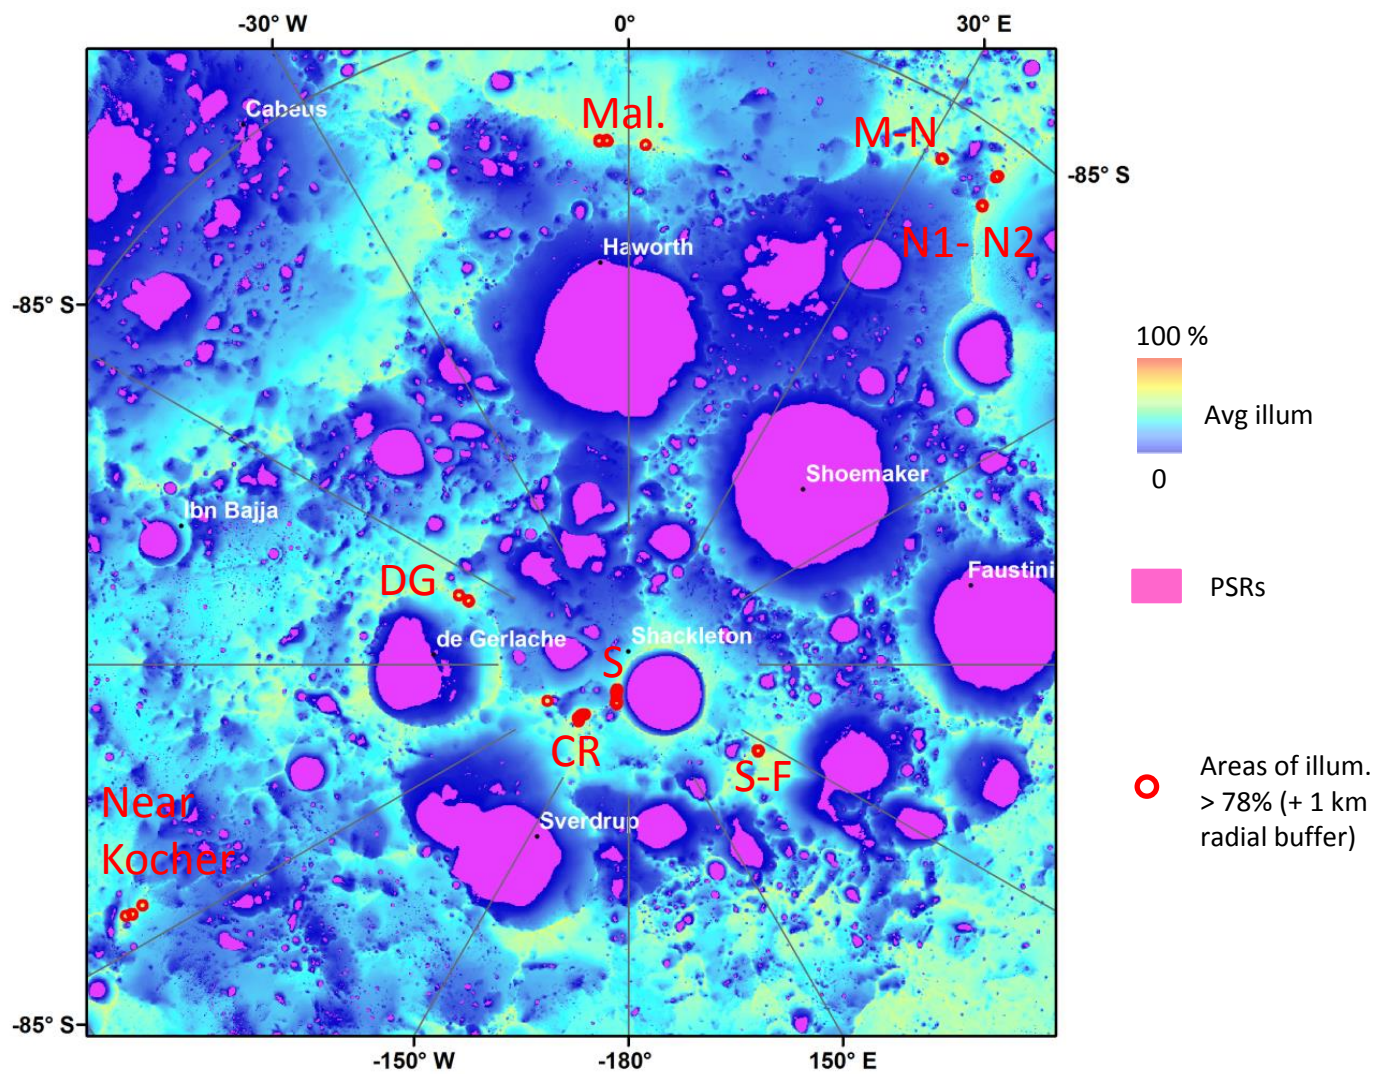 -30° W
0°
30° E
Cabeus
Mal.
M-N
-85° S
N1- N2
Haworth
-85° S
100 %
Avg illum
0
Shoemaker
Ibn Bajja
Faustini
DG
PSRs
de Gerlache
Shackleton
S
CR
S-F
Areas of illum.
> 78% (+ 1 km
radial buffer)
Near
Kocher
Sverdrup
-85° S
-150° W
-180°
150° E